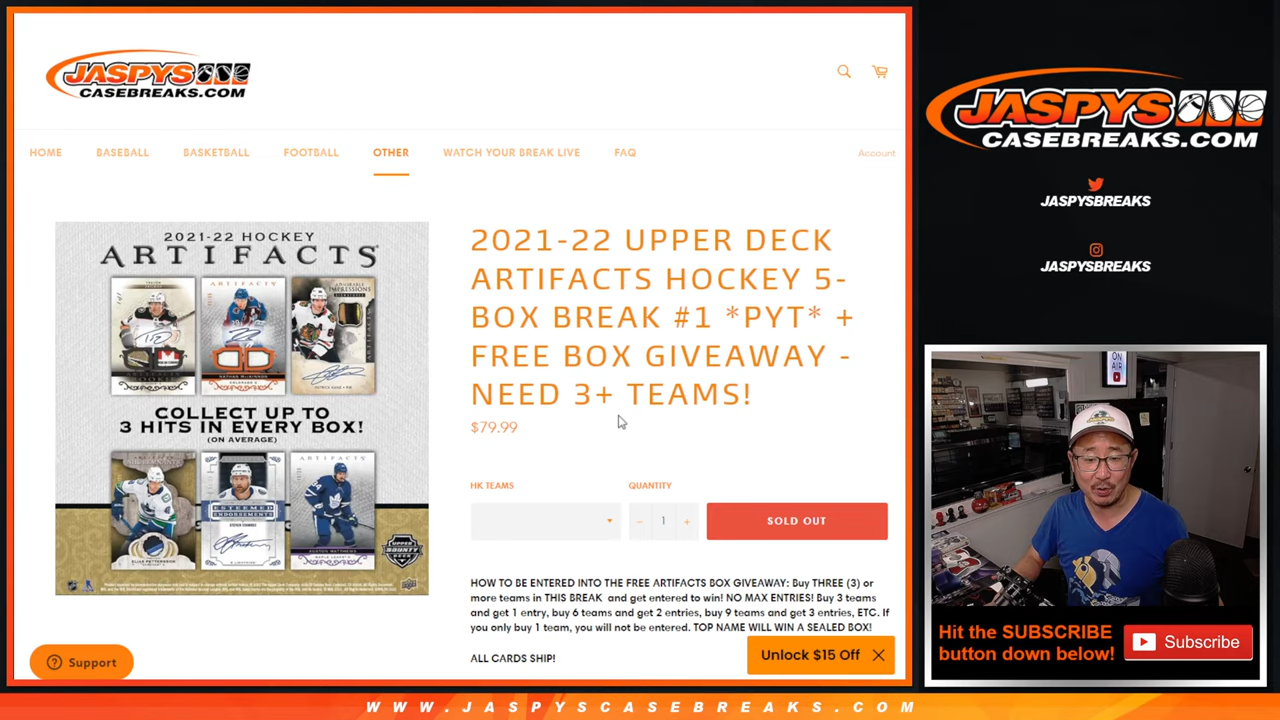 JASPYS
CASEBREAKS.COM
HOME
BASEBALL
BASKETBALL
FOOTBALL
OTHER
WATCH YOUR BREAK LIVE
FAQ
Account
2021-22 HOCKEY
ARTIFACTS
COLLECT UP TO
3 HITS IN EVERY BOX!
(ON AVERAGE)
2021-22 UPPER DECK
ARTIFACTS HOCKEY 5-
BOX BREAK #1 *PYT* +
FREE BOX GIVEAWAY -
NEED 3+ TEAMS!
$79.99
HK TEAMS
QUANTITY
− 1 +
SOLD OUT
HOW TO BE ENTERED INTO THE FREE ARTIFACTS BOX GIVEAWAY: Buy THREE (3) or
more teams in THIS BREAK and get entered to win! NO MAX ENTRIES! Buy 3 teams
and get 1 entry, buy 6 teams and get 2 entries, buy 9 teams and get 3 entries, ETC. If
you only buy 1 team, you will not be entered. TOP NAME WILL WIN A SEALED BOX!
ALL CARDS SHIP!
Support
Unlock $15 Off
JASPYS
CASEBREAKS.COM
JASPYSBREAKS
JASPYSBREAKS
ON
AIR
Hit the SUBSCRIBE
button down below!
Subscribe
WWW.JASPYSCASEBREAKS.COM